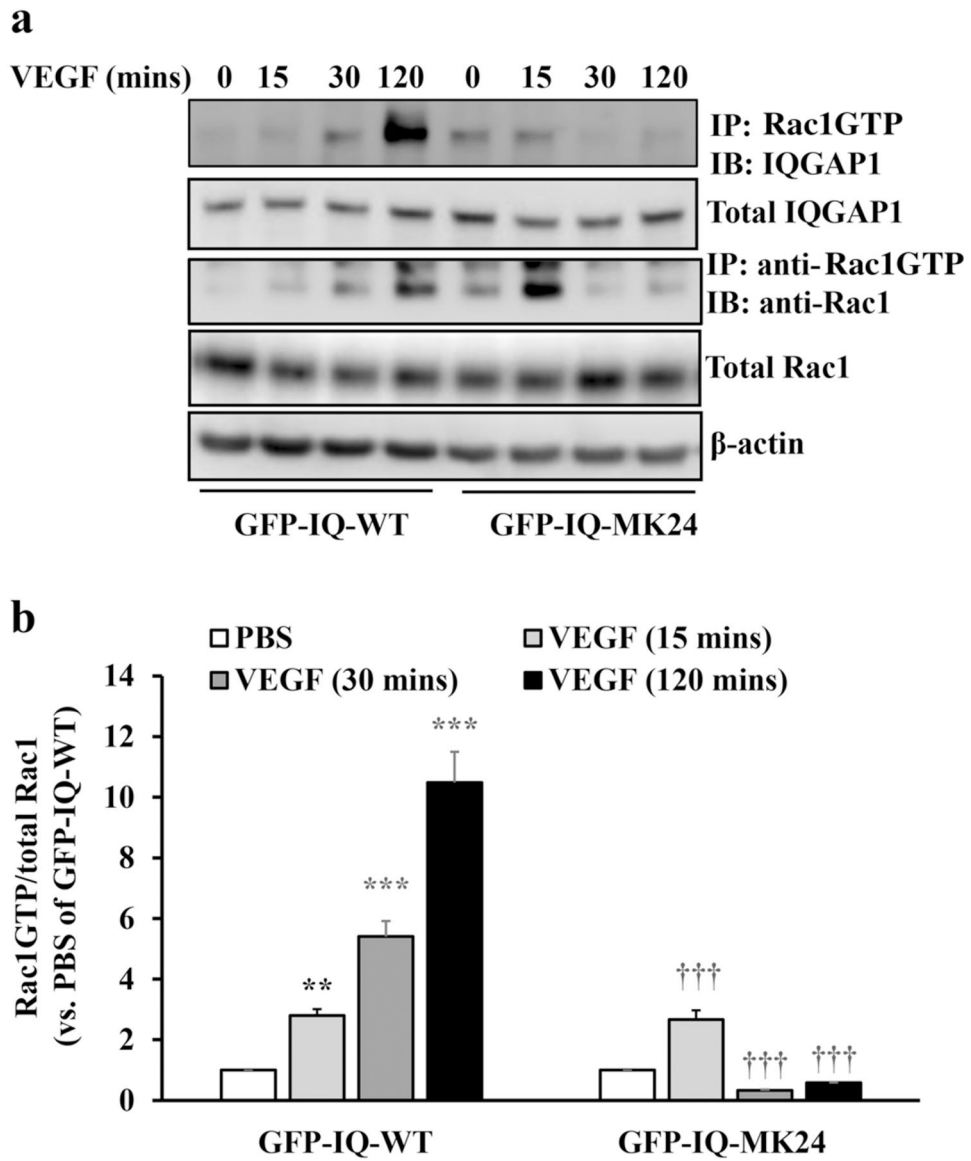 a
VEGF (mins) 0 15 30 120 0 15 30 120
IP: Rac1GTP
IB: IQGAP1
Total IQGAP1
IP: anti-Rac1GTP
IB: anti-Rac1
Total Rac1
β-actin
GFP-IQ-WT GFP-IQ-MK24
b
PBS VEGF (15 mins)
VEGF (30 mins) VEGF (120 mins)
Rac1GTP/total Rac1
(vs. PBS of GFP-IQ-WT)
14
12
10
8
6
4
2
0
**
***
***
†††
†††
†††
GFP-IQ-WT GFP-IQ-MK24